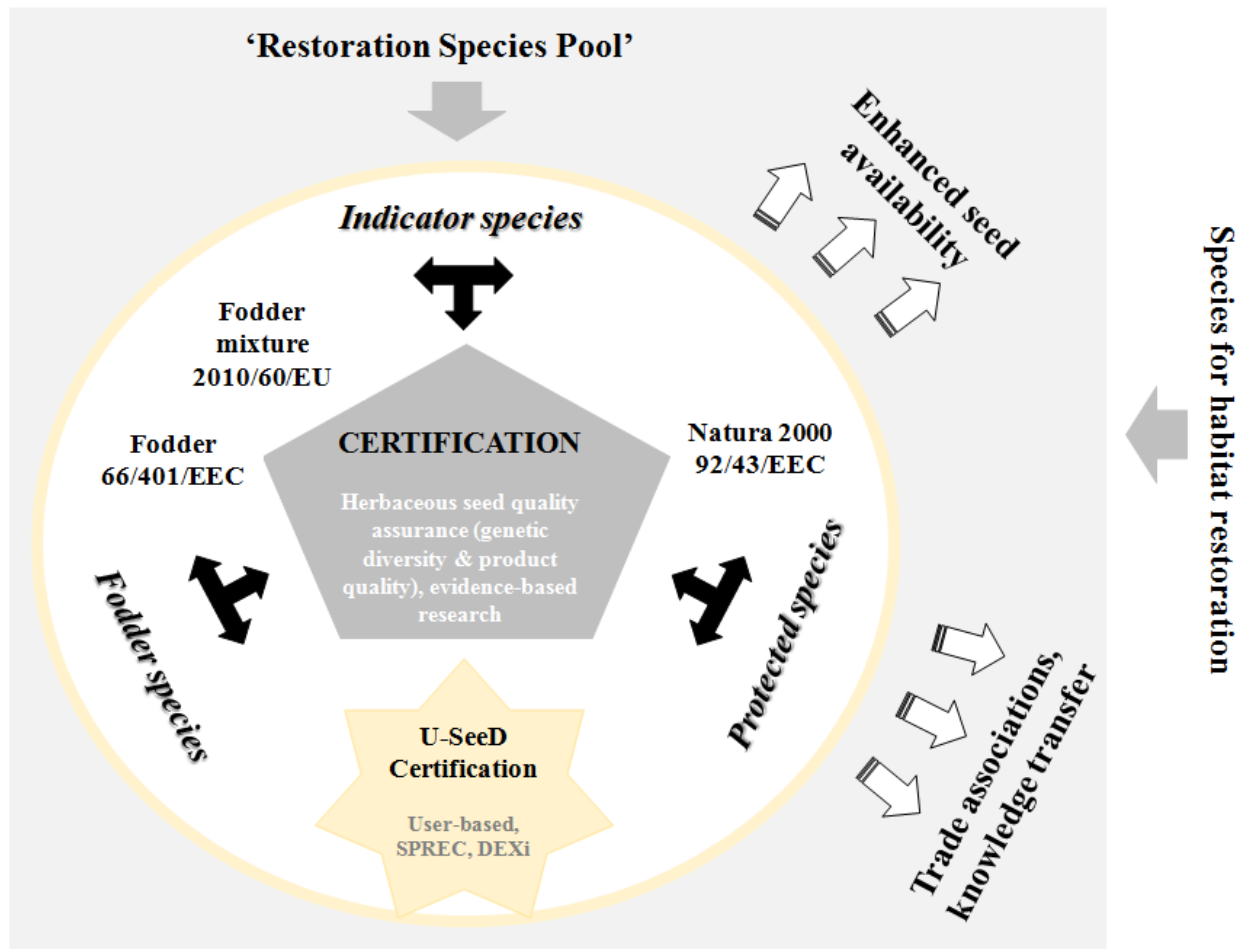 ‘Restoration Species Pool’
Enhanced seed
availability
Indicator species
Fodder
mixture
2010/60/EU
Fodder
66/401/EEC
CERTIFICATION
Herbaceous seed quality
assurance (genetic
diversity & product
quality), evidence-based
research
Natura 2000
92/43/EEC
Species for habitat restoration
Fodder species
Protected species
U-SeeD
Certification
User-based,
SPREC, DEXi
Trade associations,
knowledge transfer